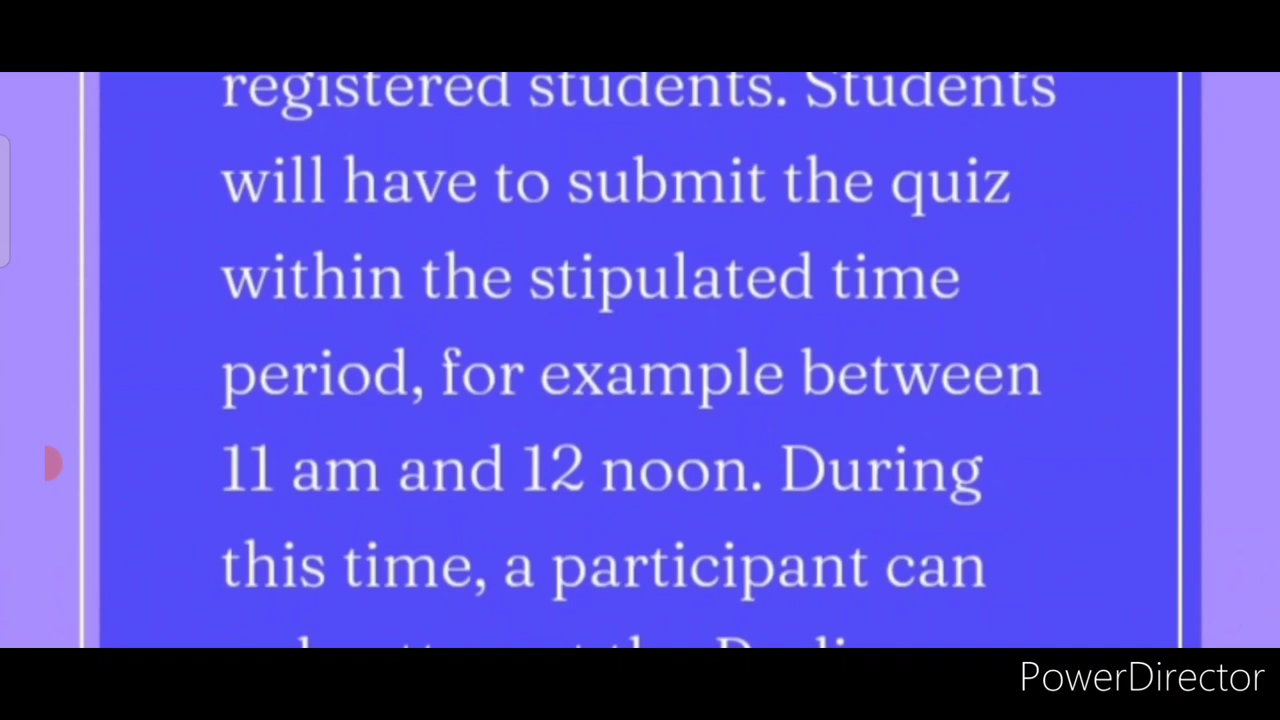 registered students. Students
will have to submit the quiz
within the stipulated time
period, for example between
11 am and 12 noon. During
this time, a participant can
PowerDirector